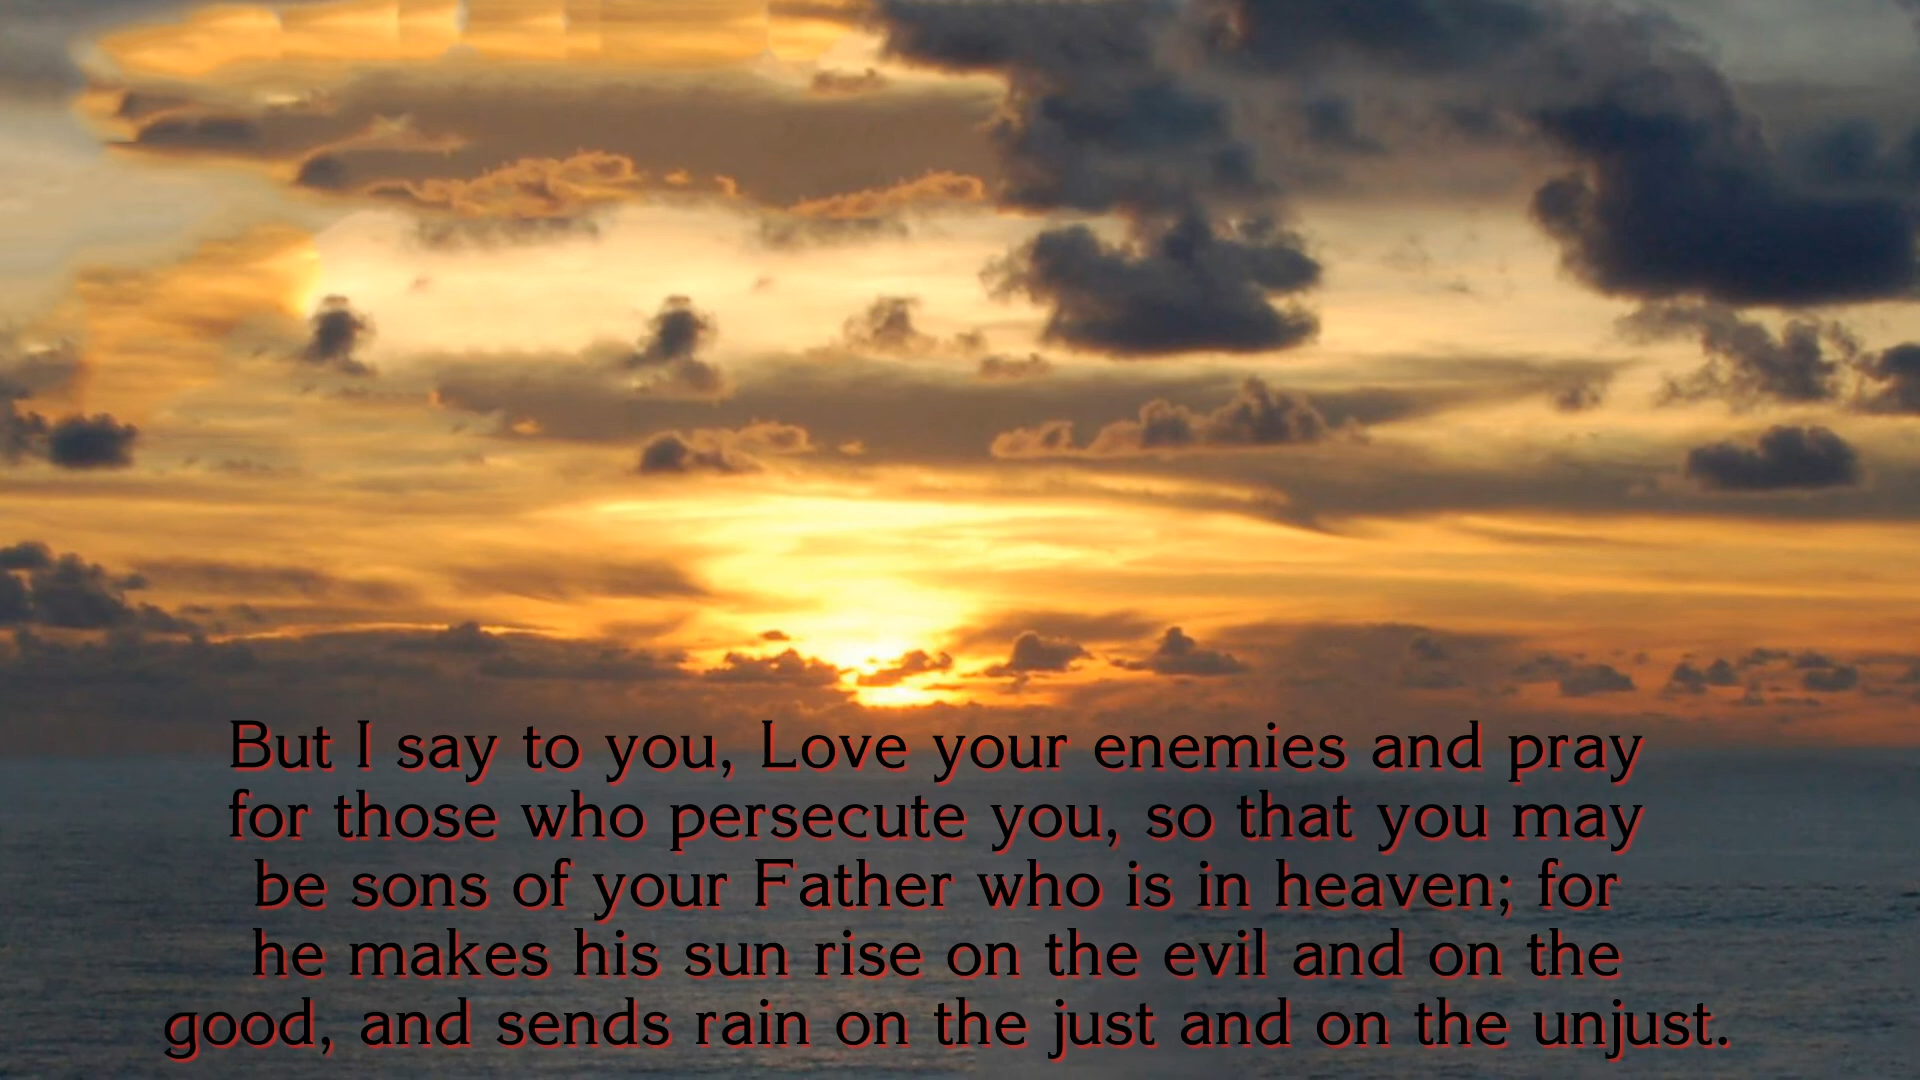 But I say to you, Love your enemies and pray
for those who persecute you, so that you may
be sons of your Father who is in heaven; for
he makes his sun rise on the evil and on the
good, and sends rain on the just and on the unjust.